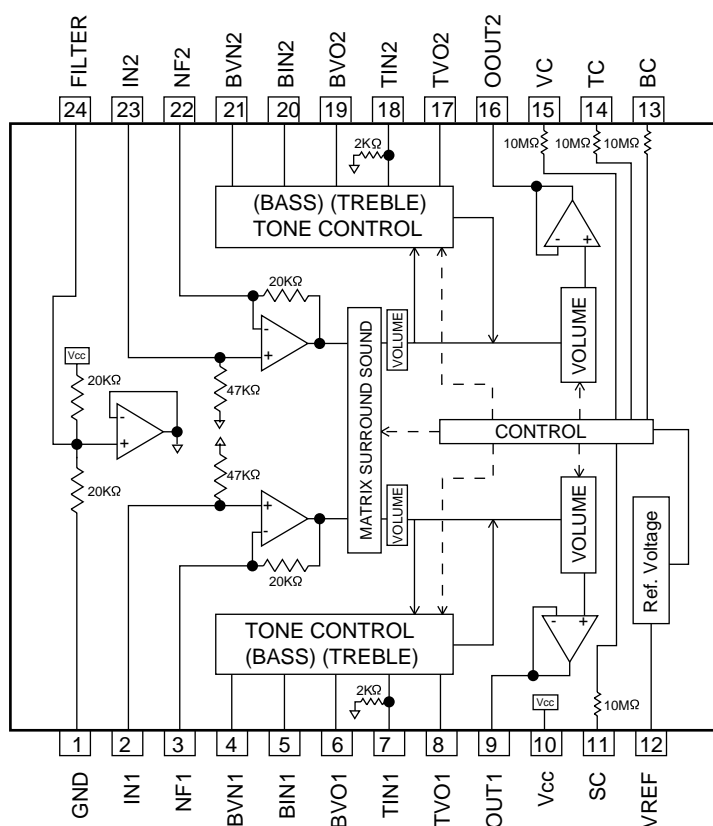 FILTER
IN2
NF2
BVN2
BIN2
BVO2
TIN2
TVO2
OOUT2
VC
TC
BC
24
23
22
21
20
19
18
17
16
15
14
13
2KΩ
10MΩ
10MΩ
10MΩ
(BASS) (TREBLE)
TONE CONTROL
- +
20KΩ
-
+
VOLUME
VOLUME
MATRIX SURROUND SOUND
Vcc
20KΩ
47KΩ
-
+
CONTROL
20KΩ
47KΩ
+
-
20KΩ
VOLUME
VOLUME
Ref. Voltage
TONE CONTROL
(BASS) (TREBLE)
- +
2KΩ
Vcc
10MΩ
1
2
3
4
5
6
7
8
9
10
11
12
GND
IN1
NF1
BVN1
BIN1
BVO1
TIN1
TVO1
OUT1
Vcc
SC
VREF